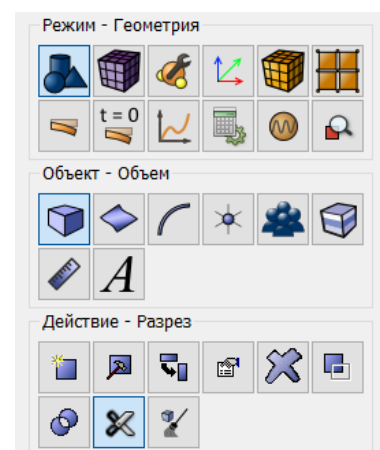 Режим - Геометрия
t = 0
Объект - Объем
A
Действие - Разрез